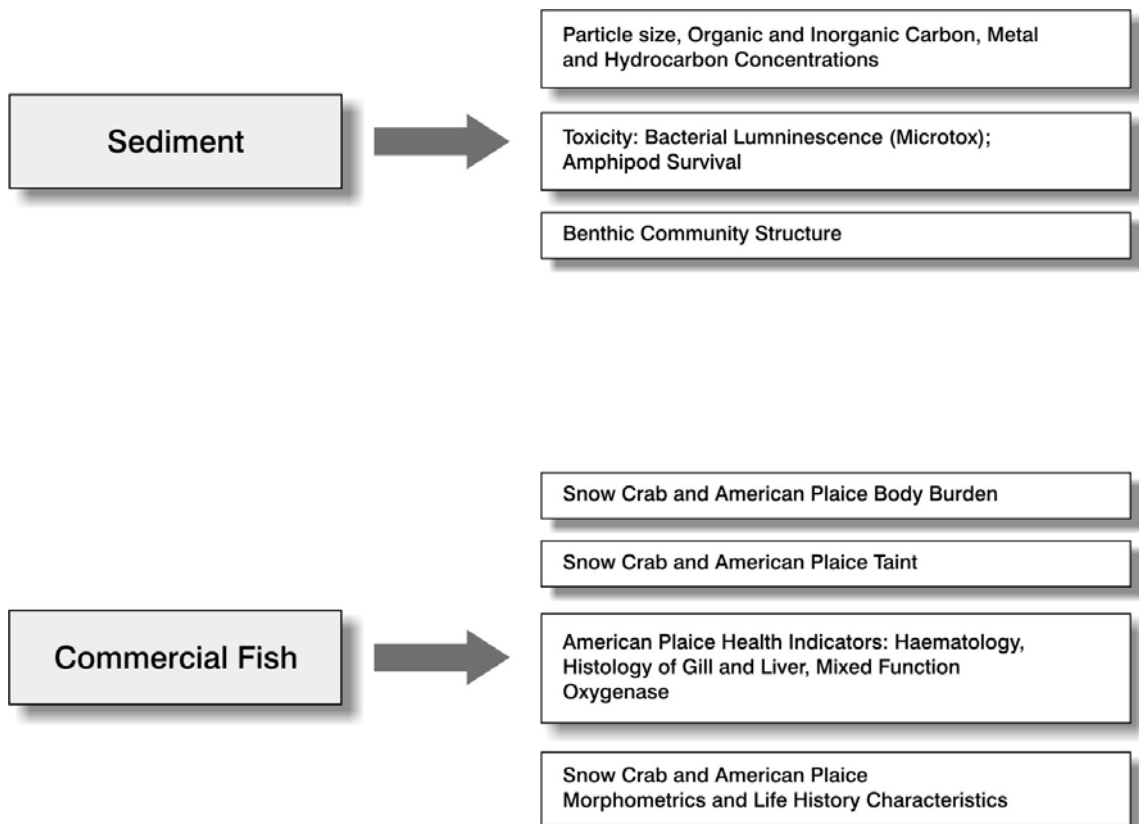 Particle size, Organic and Inorganic Carbon, Metal
and Hydrocarbon Concentrations
Sediment
Toxicity: Bacterial Lumninescence (Microtox);
Amphipod Survival
Benthic Community Structure
Snow Crab and American Plaice Body Burden
Snow Crab and American Plaice Taint
Commercial Fish
American Plaice Health Indicators: Haematology,
Histology of Gill and Liver, Mixed Function
Oxygenase
Snow Crab and American Plaice
Morphometrics and Life History Characteristics